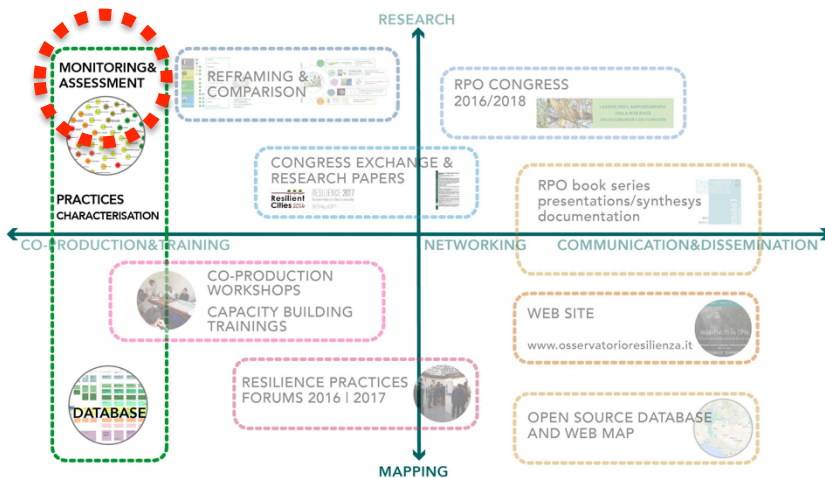 RESEARCH
MONITORING&
ASSESSMENT
PRACTICES
CHARACTERISATION
DATABASE
REFRAMING &
COMPARISON
RPO CONGRESS
2016/2018
CONGRESS EXCHANGE &
RESEARCH PAPERS
Resilient
Cities
RESILIENCE 2017
RPO book series
presentations/synthesys
documentation
CO-PRODUCTION&TRAINING
NETWORKING
COMMUNICATION&DISSEMINATION
CO-PRODUCTION
WORKSHOPS
CAPACITY BUILDING
TRAININGS
WEB SITE
www.osservatorioresilienza.it
RESILIENCE PRACTICES
FORUMS 2016 | 2017
OPEN SOURCE DATABASE
AND WEB MAP
MAPPING